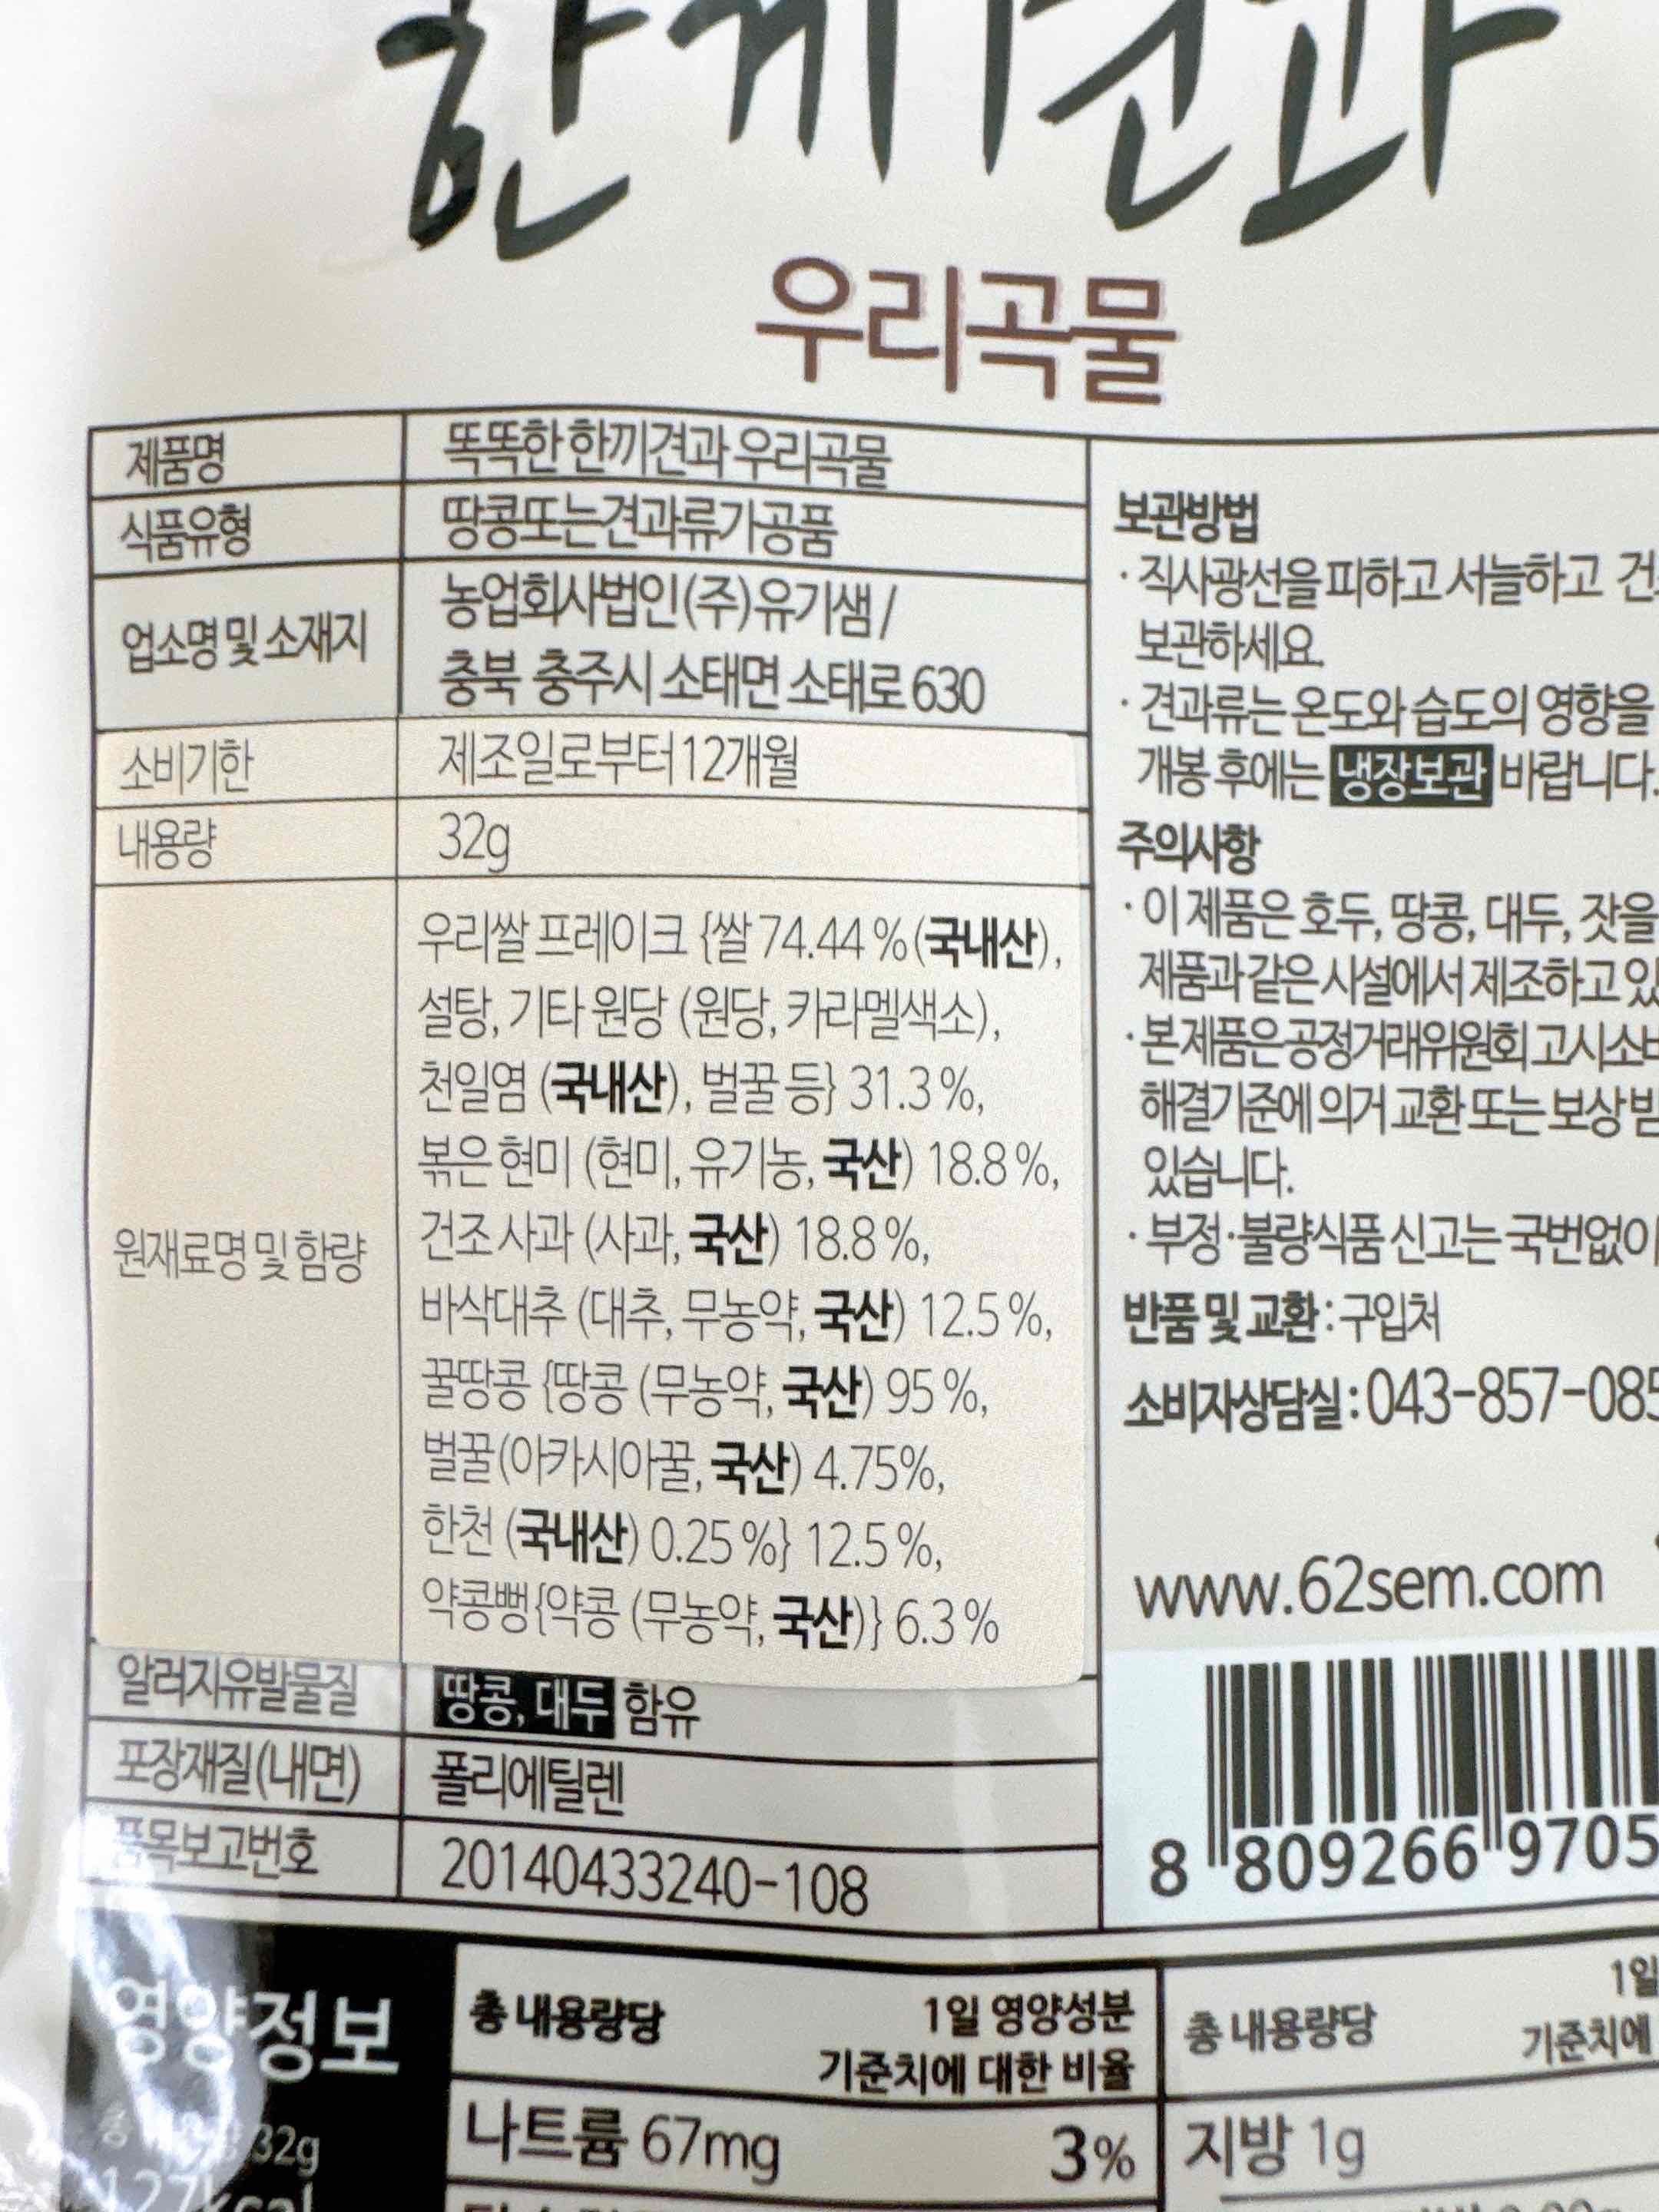 한끼견과
우리곡물
제품명 똑똑한 한끼견과 우리곡물
식품유형 땅콩또는견과류가공품
업소명 및 소재지 농업회사법인(주)유기샘/
충북 충주시 소태면 소태로 630
소비기한 제조일로부터 12개월
내용량 32g
원재료명 및 함량
우리쌀 프레이크 {쌀 74.44 % (국내산),
설탕, 기타 원당 (원당, 카라멜색소),
천일염 (국내산), 벌꿀 등} 31.3 %,
볶은 현미 (현미, 유기농, 국산) 18.8 %,
건조 사과 (사과, 국산) 18.8 %,
바삭대추 (대추, 무농약, 국산) 12.5 %,
꿀땅콩 {땅콩 (무농약, 국산) 95 %,
벌꿀(아카시아꿀, 국산) 4.75%,
한천 (국내산) 0.25 %} 12.5 %,
약콩뻥{약콩 (무농약, 국산)} 6.3 %
알러지유발물질 땅콩, 대두 함유
포장재질(내면) 폴리에틸렌
품목보고번호 20140433240-108
보관방법
· 직사광선을 피하고 서늘하고
보관하세요.
· 견과류는 온도와 습도의 영향을
개봉 후에는 냉장보관 바랍니다.
주의사항
· 이 제품은 호두, 땅콩, 대두, 잣을
제품과 같은 시설에서 제조하고
· 본 제품은 공정거래위원회 고시
해결기준에 의거 교환 또는 보상
있습니다.
· 부정·불량식품 신고는 국번없이
반품 및 교환 : 구입처
소비자상담실 : 043-857-085
www.62sem.com
8 809266 9705
영양정보
32g
127kcal
총 내용량당 1일 영양성분
기준치에 대한 비율
나트륨 67mg 3%
총 내용량당 1일
기준치에
지방 1g